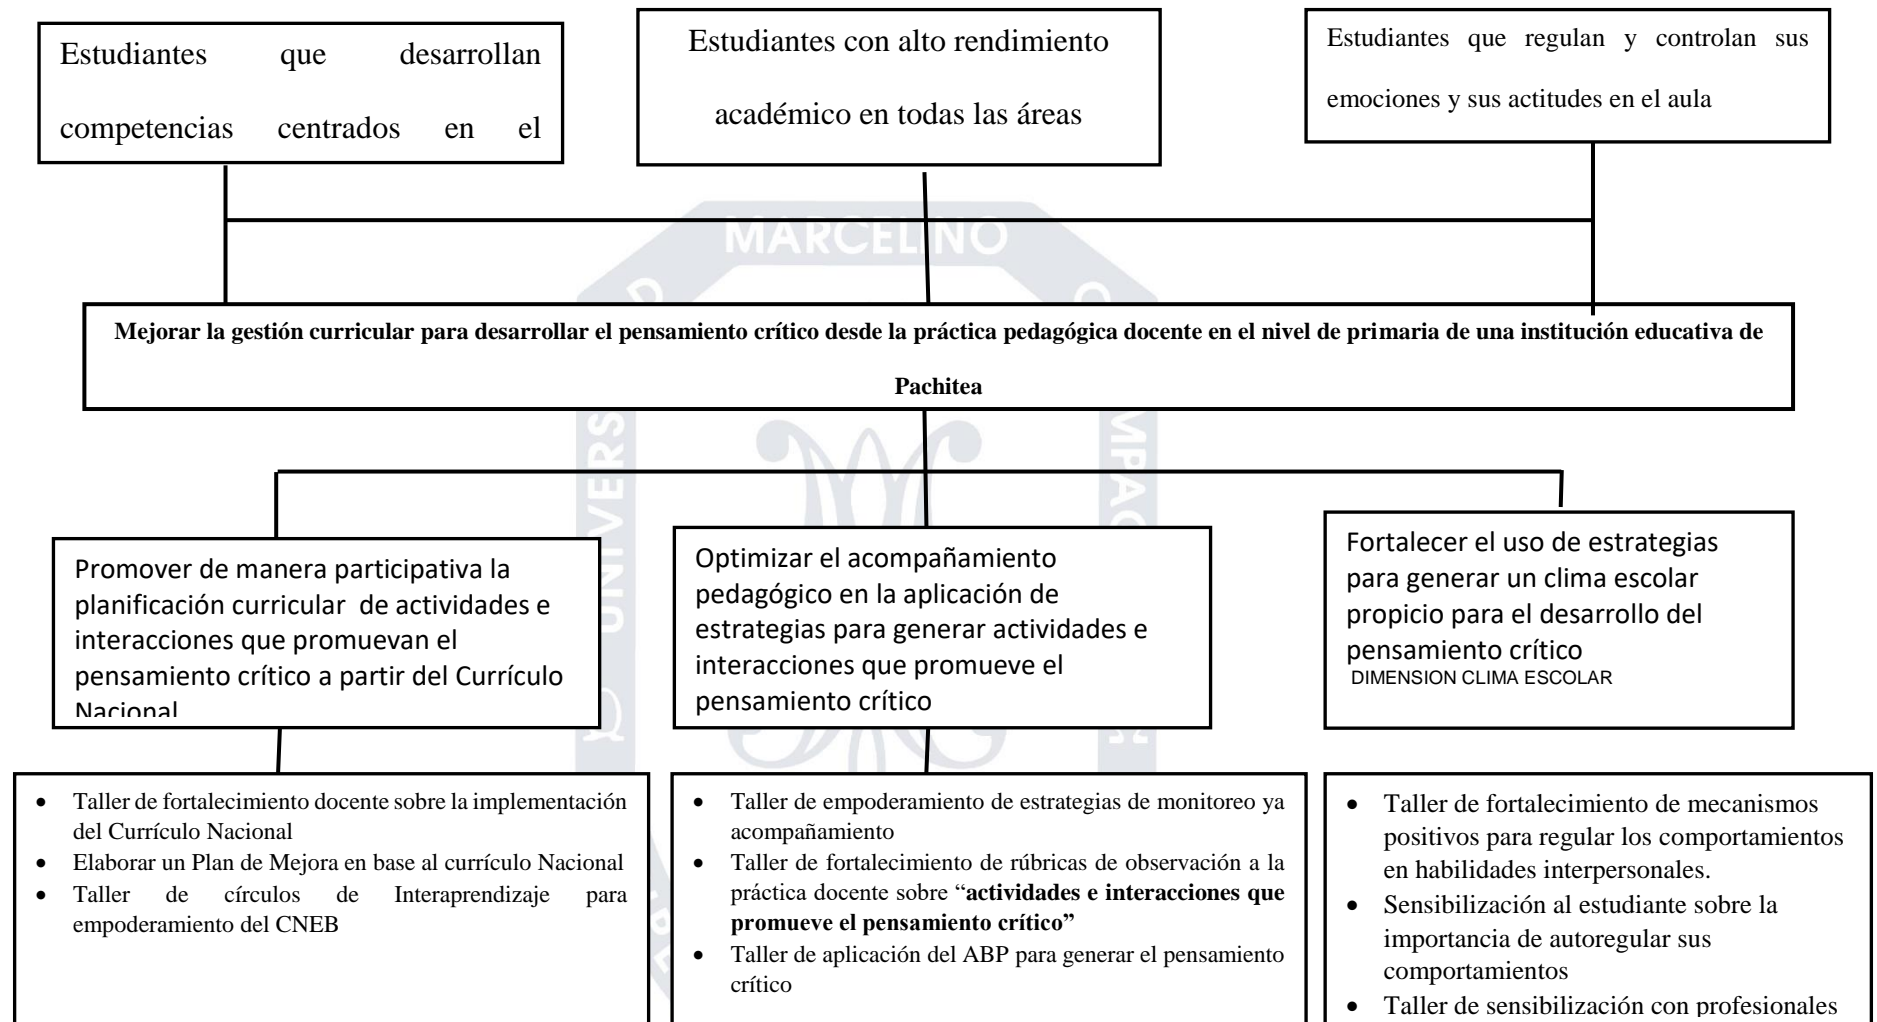 Estudiantes que desarrollan
competencias centrados en el
Estudiantes con alto rendimiento
académico en todas las áreas
Estudiantes que regulan y controlan sus
emociones y sus actitudes en el aula
MARCELINO
Mejorar la gestión curricular para desarrollar el pensamiento crítico desde la práctica pedagógica docente en el nivel de primaria de una institución educativa de
Pachitea
Promover de manera participativa la
planificación curricular de actividades e
interacciones que promuevan el
pensamiento crítico a partir del Currículo
Nacional
Optimizar el acompañamiento
pedagógico en la aplicación de
estrategias para generar actividades e
interacciones que promueve el
pensamiento crítico
Fortalecer el uso de estrategias
para generar un clima escolar
propicio para el desarrollo del
pensamiento crítico
DIMENSION CLIMA ESCOLAR
• Taller de fortalecimiento docente sobre la implementación
del Currículo Nacional
• Elaborar un Plan de Mejora en base al currículo Nacional
• Taller de círculos de Interaprendizaje para
empoderamiento del CNEB
• Taller de empoderamiento de estrategias de monitoreo ya
acompañamiento
• Taller de fortalecimiento de rúbricas de observación a la
práctica docente sobre “actividades e interacciones que
promueve el pensamiento crítico”
• Taller de aplicación del ABP para generar el pensamiento
crítico
• Taller de fortalecimiento de mecanismos
positivos para regular los comportamientos
en habilidades interpersonales.
• Sensibilización al estudiante sobre la
importancia de autoregular sus
comportamientos
• Taller de sensibilización con profesionales